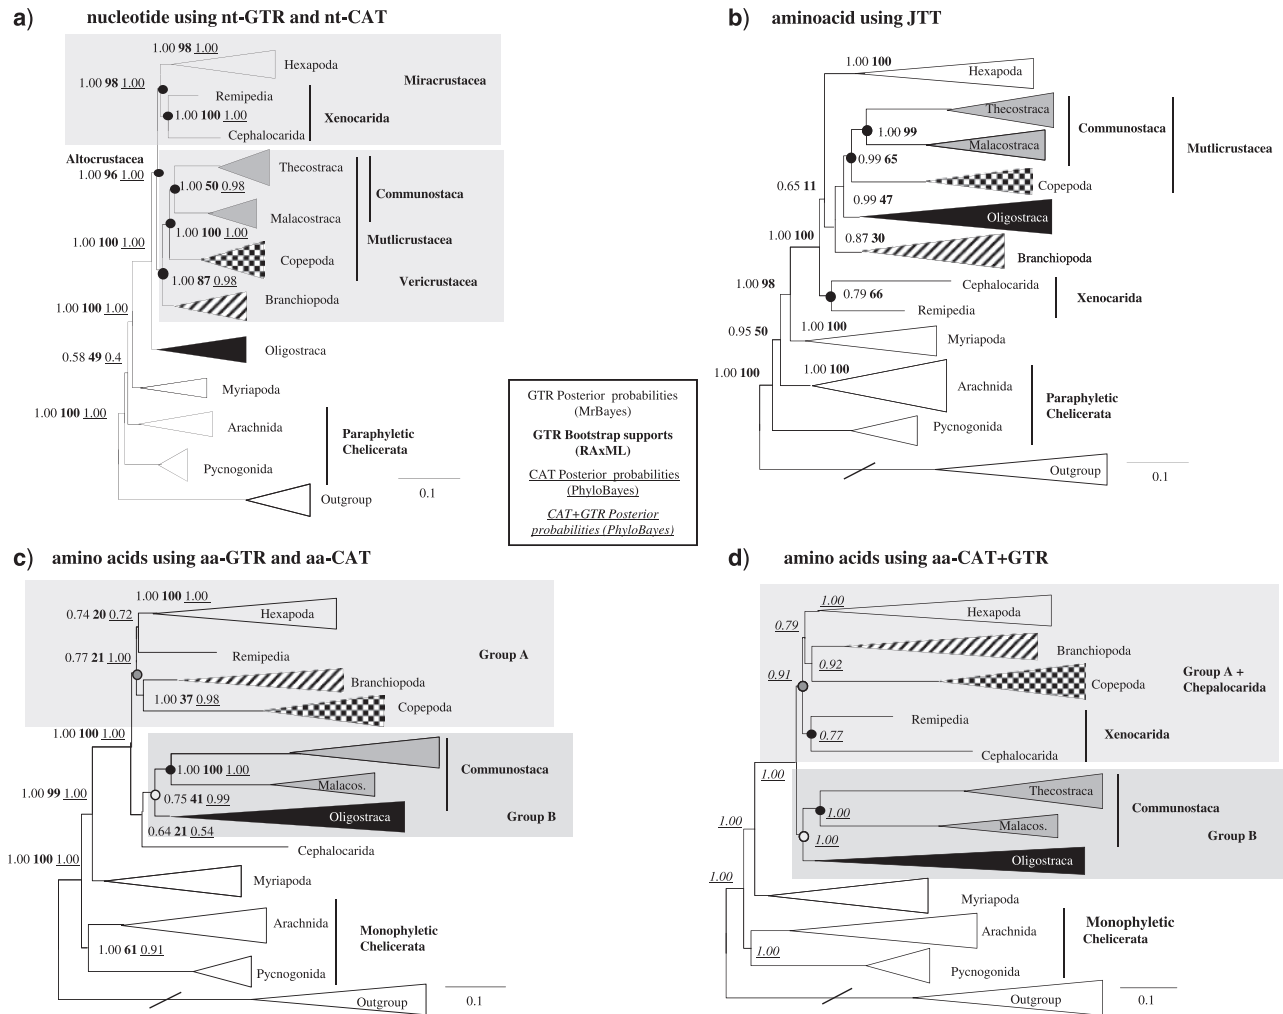 a) nucleotide using nt-GTR and nt-CAT
1.00 98 1.00
Hexapoda
Miracrustacea
1.00 98 1.00
Remipedia
1.00 100 1.00
Xenocarida
Cephalocarida
Altocrustacea
1.00 96 1.00
Thecostraca
1.00 50 0.98
Communostaca
Malacostraca
1.00 100 1.00
Mutlicrustacea
1.00 100 1.00
Copepoda
1.00 87 0.98
Vericrustacea
Branchiopoda
1.00 100 1.00
Oligostraca
0.58 49 0.4
Myriapoda
1.00 100 1.00
Arachnida
Paraphyletic
Chelicerata
Pycnogonida
Outgroup
0.1
GTR Posterior probabilities
(MrBayes)
GTR Bootstrap supports
(RAxML)
CAT Posterior probabilities
(PhyloBayes)
CAT+GTR Posterior
probabilities (PhyloBayes)
b) aminoacid using JTT
1.00 100
Hexapoda
Thecostraca
1.00 99
Communostaca
Malacostraca
Mutlicrustacea
0.99 65
0.65 11
Copepoda
0.99 47
Oligostraca
1.00 100
0.87 30
Branchiopoda
1.00 98
Cephalocarida
0.79 66
Xenocarida
Remipedia
0.95 50
1.00 100
Myriapoda
1.00 100
1.00 100
Arachnida
Paraphyletic
Chelicerata
Pycnogonida
Outgroup
0.1
c) amino acids using aa-GTR and aa-CAT
1.00 100 1.00
0.74 20 0.72
Hexapoda
0.77 21 1.00
Remipedia
Group A
Branchiopoda
1.00 37 0.98
Copepoda
1.00 100 1.00
1.00 100 1.00
Communostaca
Malacos.
1.00 99 1.00
0.75 41 0.99
Oligostraca
Group B
0.64 21 0.54
Cephalocarida
1.00 100 1.00
Myriapoda
Arachnida
Monophyletic
Chelicerata
1.00 61 0.91
Pycnogonida
Outgroup
0.1
d) amino acids using aa-CAT+GTR
1.00
Hexapoda
0.79
Branchiopoda
0.92
0.91
Copepoda
Group A +
Chepalocarida
Remipedia
0.77
Xenocarida
Cephalocarida
1.00
Thecostraca
1.00
Communostaca
1.00
Malacos.
1.00
Group B
Oligostraca
1.00
Myriapoda
Arachnida
Monophyletic
Chelicerata
1.00
Pycnogonida
Outgroup
0.1